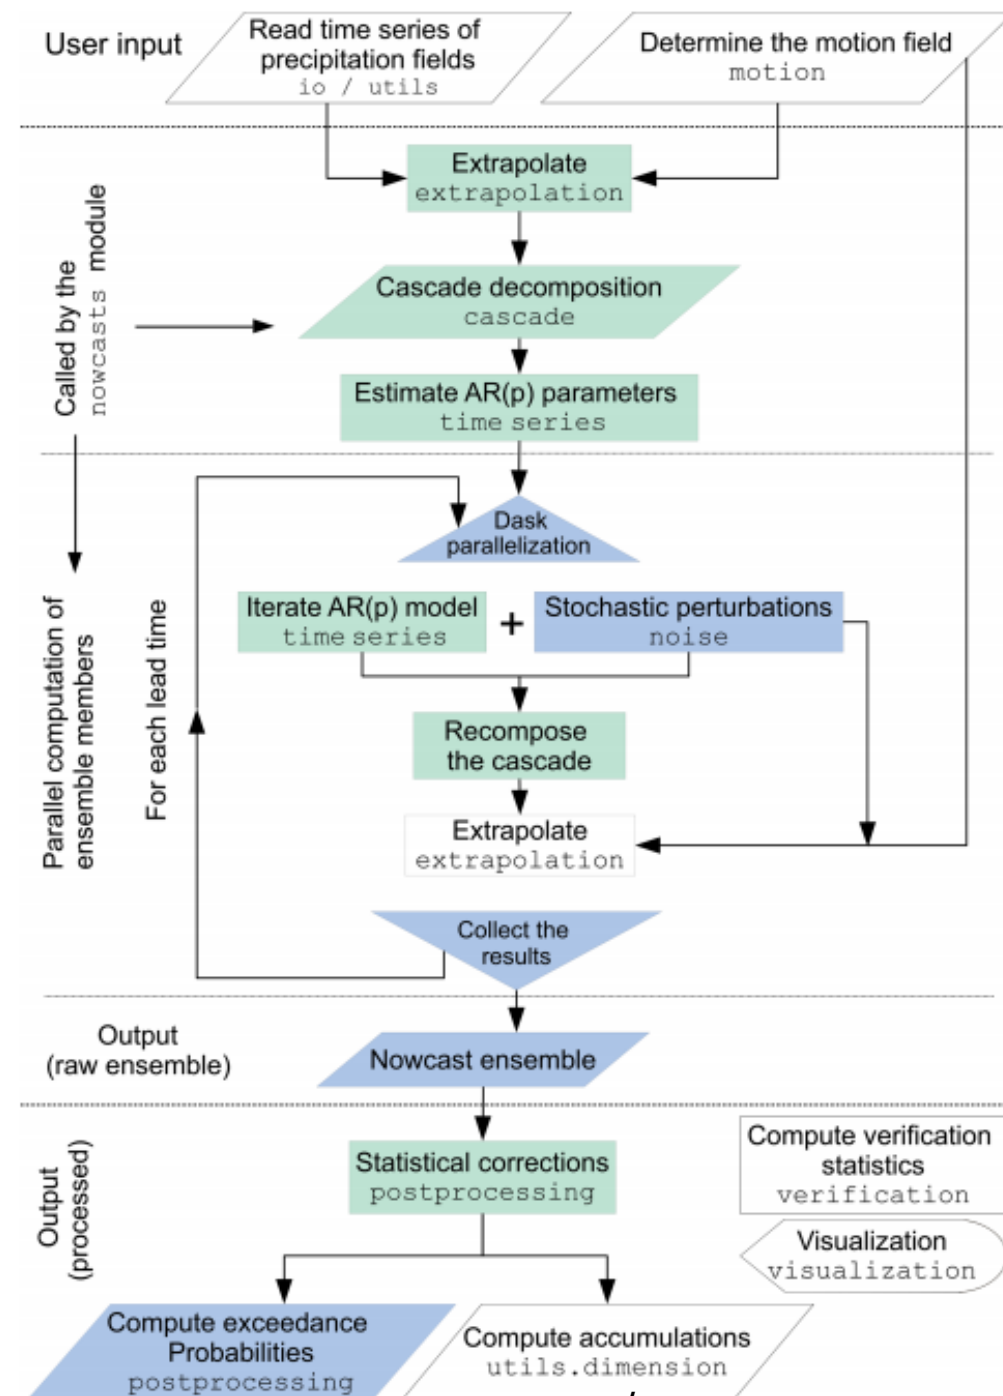 User input
Read time series of
precipitation fields
io / utils
Determine the motion field
motion
Extrapolate
extrapolation
Called by the
nowcasts module
Cascade decomposition
cascade
Estimate AR(p) parameters
time series
Dask
parallelization
Parallel computation of
ensemble members
For each lead time
Iterate AR(p) model
time series
+
Stochastic perturbations
noise
Recompose
the cascade
Extrapolate
extrapolation
Collect the
results
Output
(raw ensemble)
Nowcast ensemble
Output
(processed)
Statistical corrections
postprocessing
Compute verification
statistics
verification
Visualization
visualization
Compute exceedance
Probabilities
postprocessing
Compute accumulations
utils.dimension